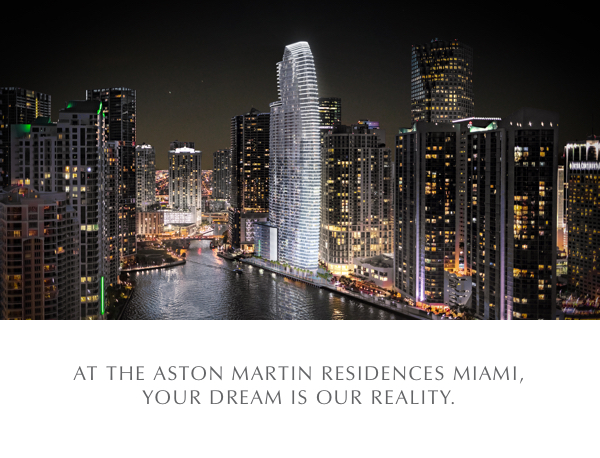 AT THE ASTON MARTIN RESIDENCES MIAMI,
YOUR DREAM IS OUR REALITY.